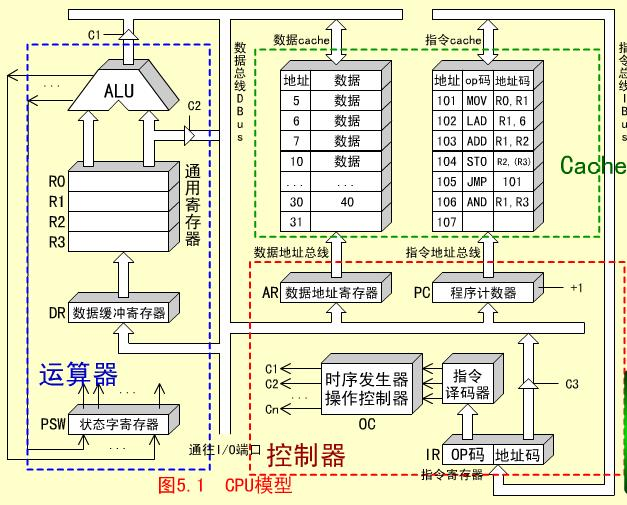 C1
数据总线DBus
数据cache
指令cache
指令总线IBus
ALU
...
C2
地址 数据
5 数据
6 数据
7 数据
10 数据
... ...
30 40
31
地址 op码 地址码
101 MOV R0, R1
102 LAD R1, 6
103 ADD R1, R2
104 STO R2, (R3)
105 JMP 101
106 AND R1, R3
107
Cache
R0
R1
R2
R3
通用寄存器
数据地址总线
指令地址总线
AR 数据地址寄存器
PC 程序计数器
+1
DR 数据缓冲寄存器
运算器
...
PSW 状态字寄存器
...
C1
C2
...
Cn
时序发生器
操作控制器
OC
指令
译码器
C3
通往I/O端口
控制器
IR OP码 地址码
指令寄存器
图5.1 CPU模型